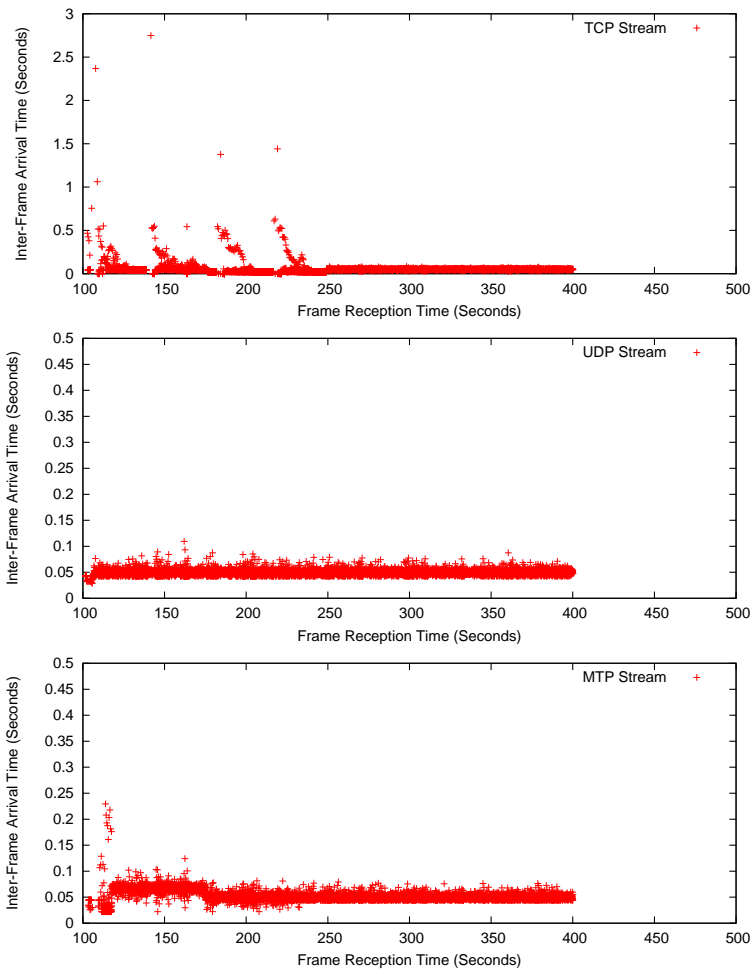 3
2.5
2
1.5
1
0.5
0
Inter-Frame Arrival Time (Seconds)
TCP Stream
100 150 200 250 300 350 400 450 500
Frame Reception Time (Seconds)
0.5
0.45
0.4
0.35
0.3
0.25
0.2
0.15
0.1
0.05
0
Inter-Frame Arrival Time (Seconds)
UDP Stream
100 150 200 250 300 350 400 450 500
Frame Reception Time (Seconds)
0.5
0.45
0.4
0.35
0.3
0.25
0.2
0.15
0.1
0.05
0
Inter-Frame Arrival Time (Seconds)
MTP Stream
100 150 200 250 300 350 400 450 500
Frame Reception Time (Seconds)